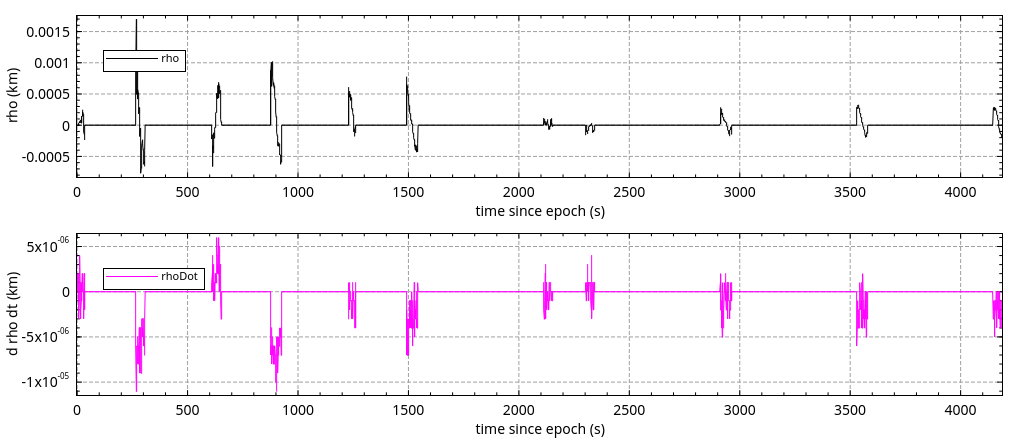 rho (km)
0.0015
0.001
0.0005
0
-0.0005
rho
0 500 1000 1500 2000 2500 3000 3500 4000
time since epoch (s)
d rho dt (km)
5x10-06
0
-5x10-06
-1x10-05
rhoDot
0 500 1000 1500 2000 2500 3000 3500 4000
time since epoch (s)